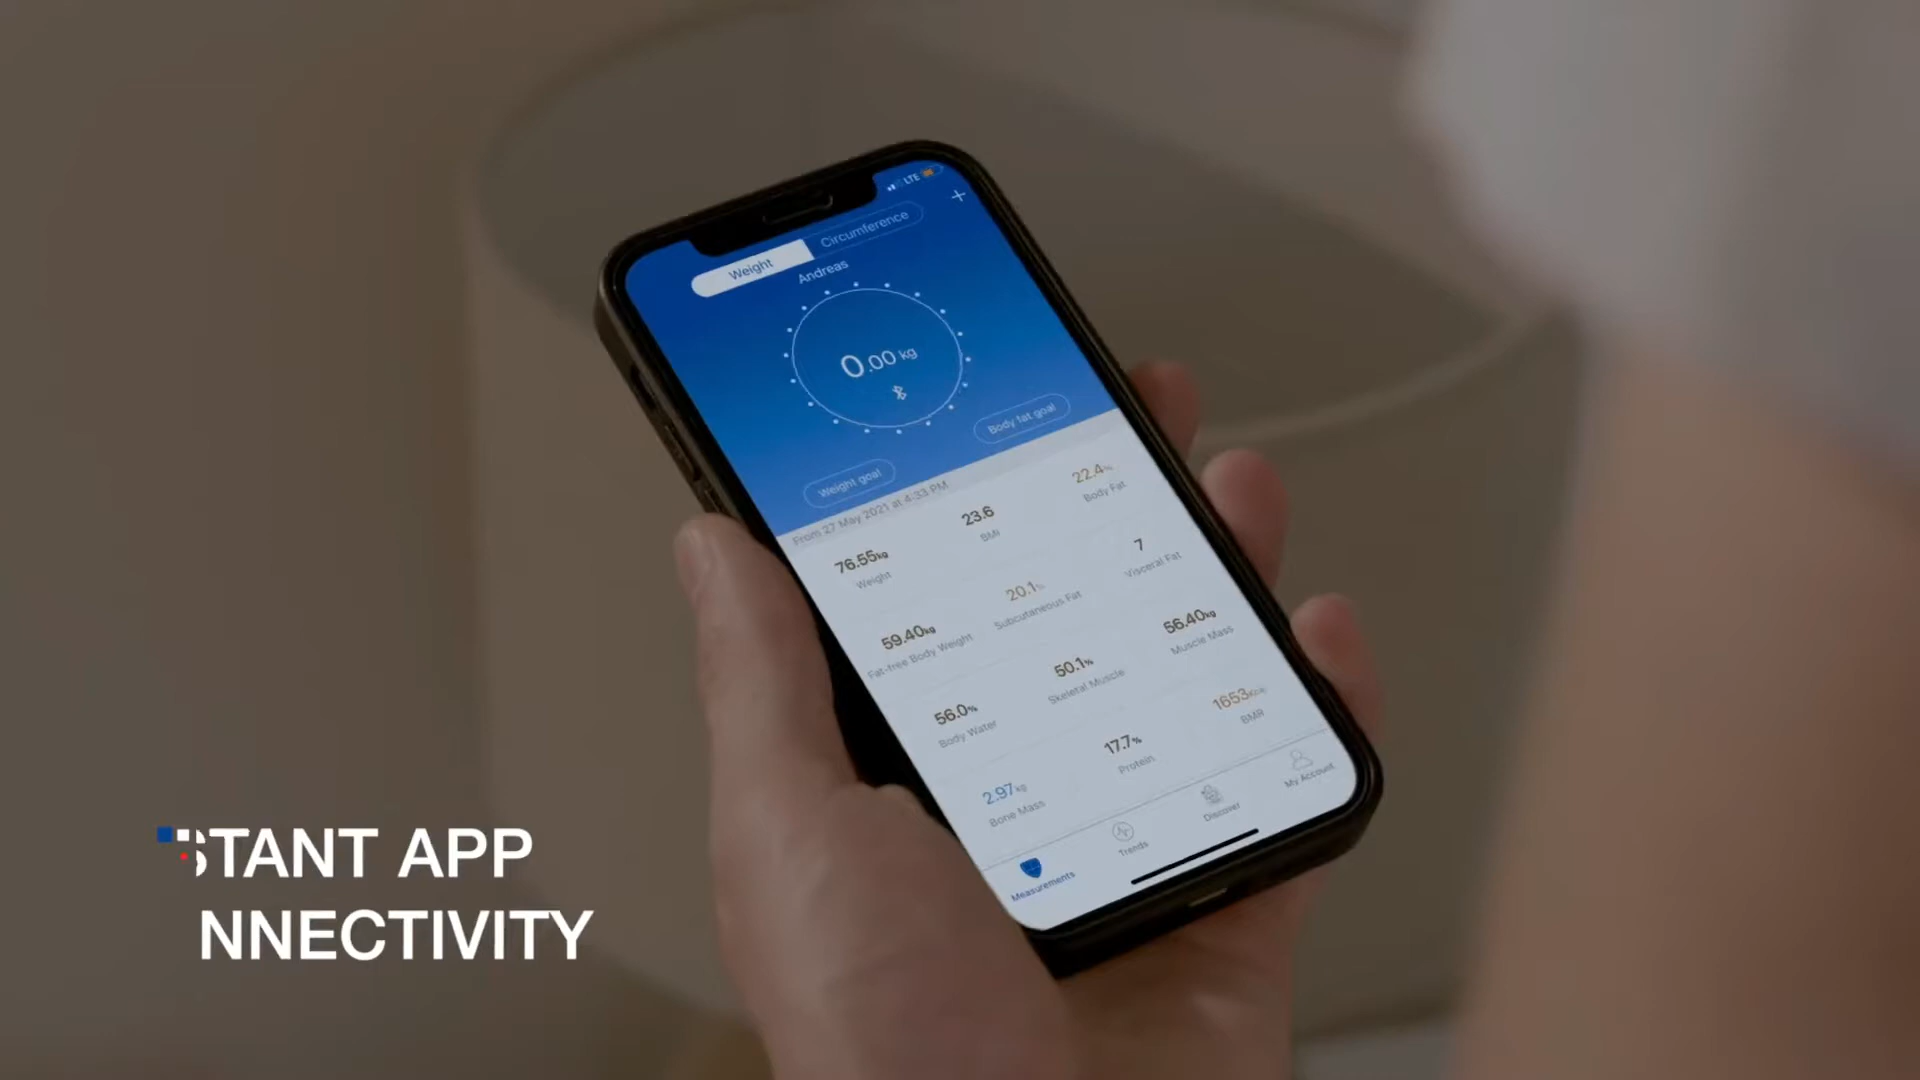 LTE
Weight Circumference +
Andreas
0.00 kg
Body fat goal
Weight goal
From 27 May 2021 at 4:33 PM
76.55kg 23.6 22.4%
Weight BMI Body Fat
59.40kg 20.1% 7
Fat-free Body Weight Subcutaneous Fat Visceral Fat
56.0% 50.1% 56.40kg
Body Water Skeletal Muscle Muscle Mass
2.97kg 17.7% 1653Kcal
Bone Mass Protein BMR
Measurements Trends Discover My Account
STANT APP
NNECTIVITY